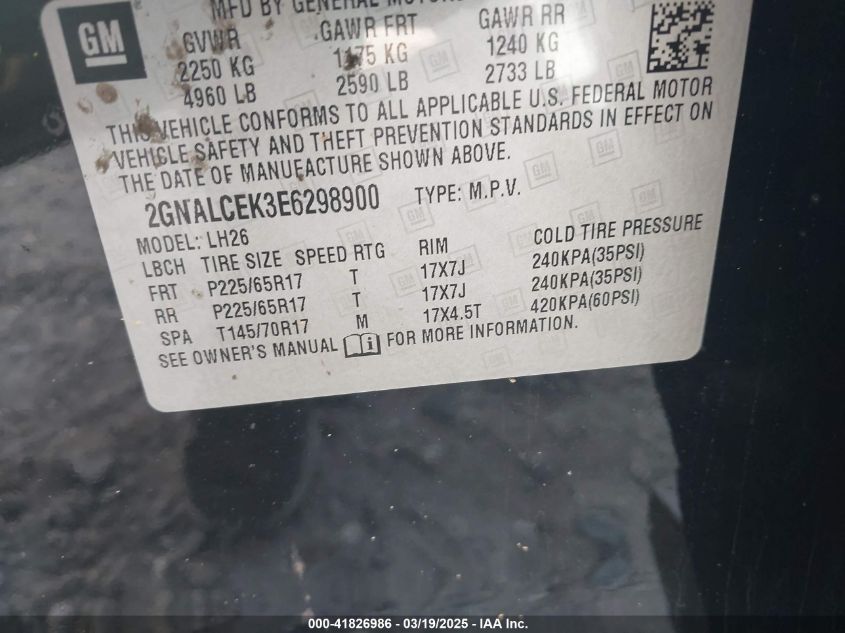 MFD BY GENERAL MOTORS
GM
GVWR GAWR FRT GAWR RR
2250 KG 1175 KG 1240 KG
4960 LB 2590 LB 2733 LB
THIS VEHICLE CONFORMS TO ALL APPLICABLE U.S. FEDERAL MOTOR
VEHICLE SAFETY AND THEFT PREVENTION STANDARDS IN EFFECT ON
THE DATE OF MANUFACTURE SHOWN ABOVE.
2GNALCEK3E6298900 TYPE: M.P.V.
MODEL: LH26
LBCH TIRE SIZE SPEED RTG RIM COLD TIRE PRESSURE
FRT P225/65R17 T 17X7J 240KPA(35PSI)
RR P225/65R17 T 17X7J 240KPA(35PSI)
SPA T145/70R17 M 17X4.5T 420KPA(60PSI)
SEE OWNER'S MANUAL FOR MORE INFORMATION.
000-41826986 - 03/19/2025 - IAA Inc.